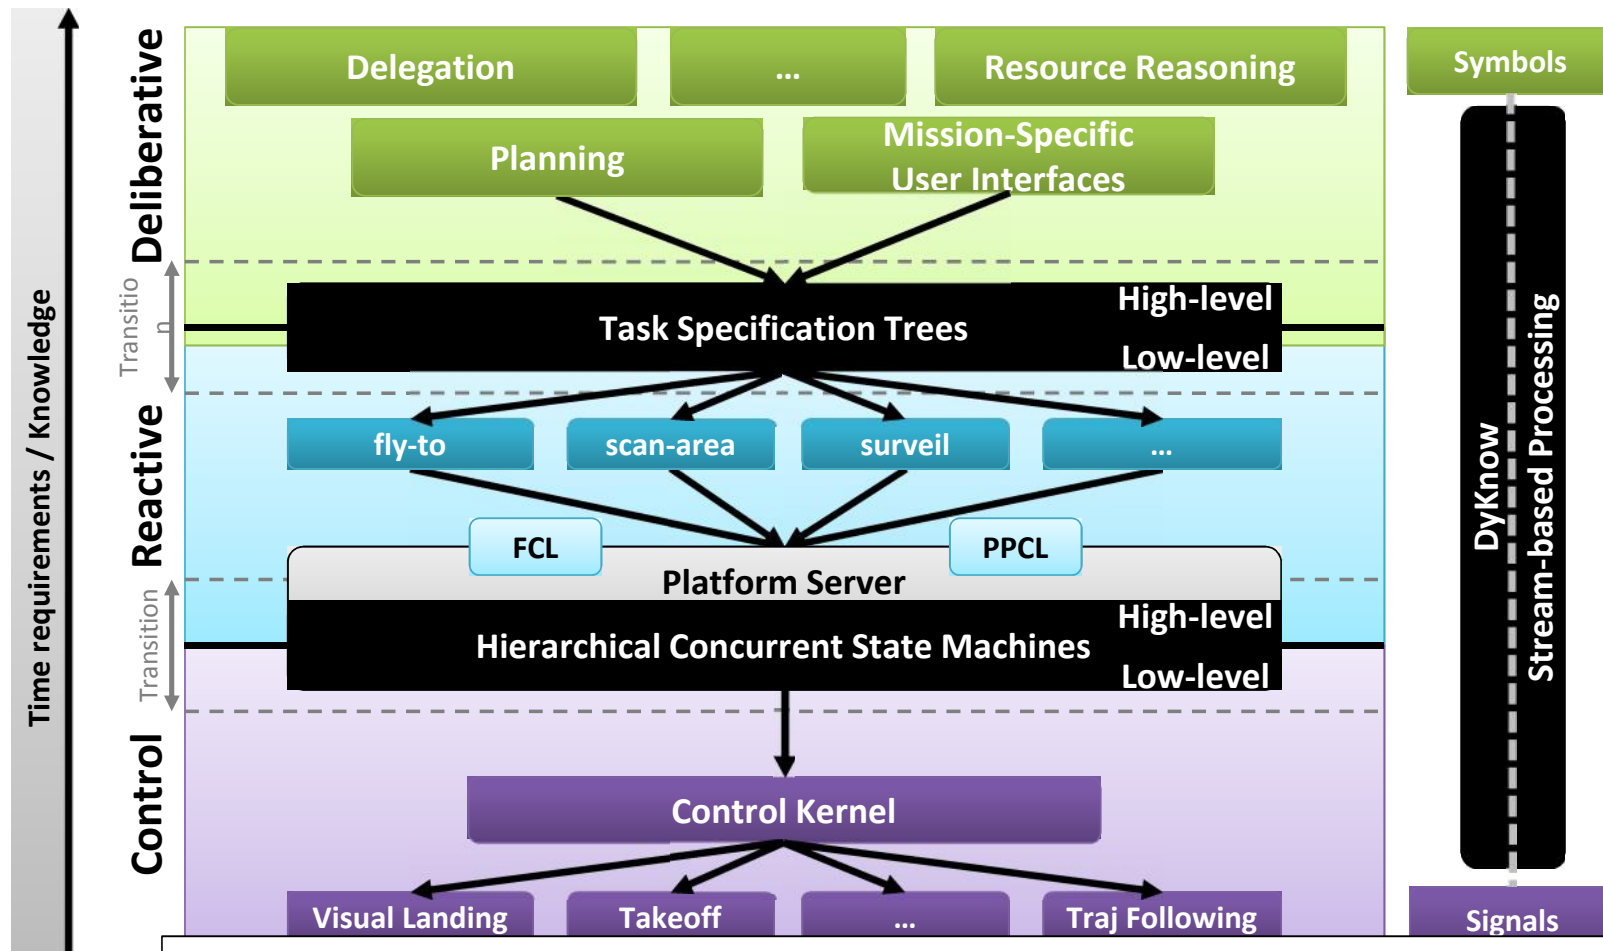 Time requirements / Knowledge
Deliberative
Delegation
...
Resource Reasoning
Planning
Mission-Specific
User Interfaces
Transitio
n
High-level
Task Specification Trees
Low-level
Reactive
fly-to
scan-area
surveil
...
FCL
PPCL
Platform Server
Transition
High-level
Hierarchical Concurrent State Machines
Low-level
Control
Control Kernel
Visual Landing
Takeoff
...
Traj Following
Symbols
DyKnow
Stream-based Processing
Signals